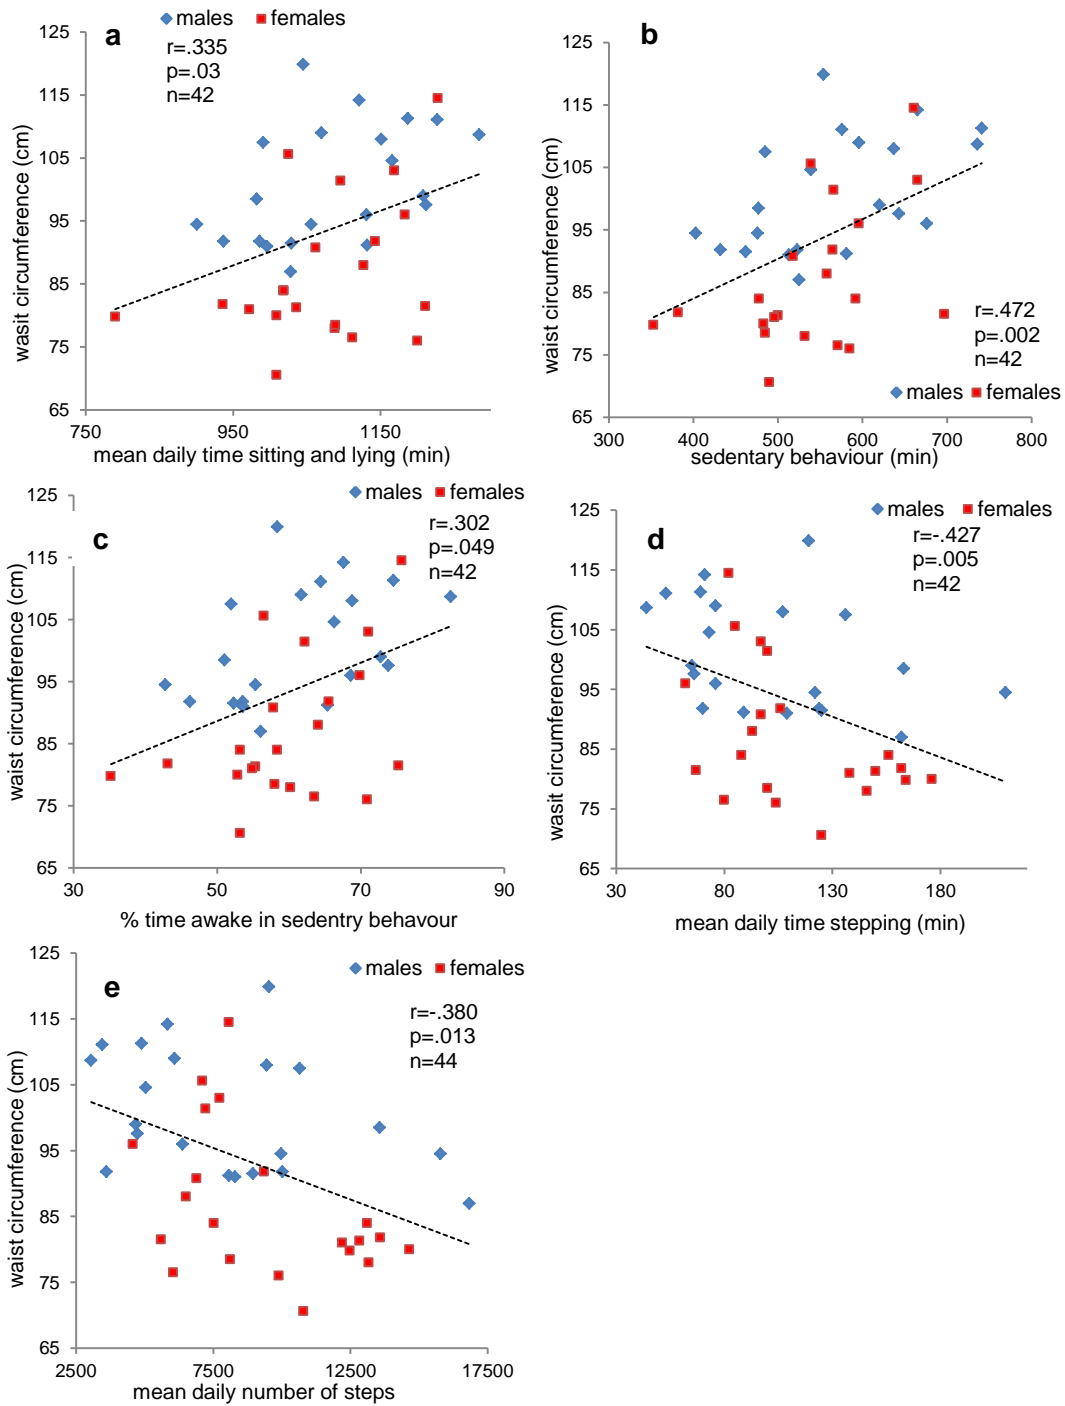 a
males females
r=.335
p=.03
n=42
125
115
105
95
85
75
65
wasit circumference (cm)
750 950 1150
mean daily time sitting and lying (min)
b
125
115
105
95
85
75
65
waist circumference (cm)
r=.472
p=.002
n=42
males females
300 400 500 600 700 800
sedentary behaviour (min)
c
males females
r=.302
p=.049
n=42
125
115
105
95
85
75
65
waist circumference (cm)
30 50 70 90
% time awake in sedentry behavour
d
males females
r=-.427
p=.005
n=42
125
115
105
95
85
75
65
wasit circumference (cm)
30 80 130 180
mean daily time stepping (min)
e
males females
r=-.380
p=.013
n=44
125
115
105
95
85
75
65
waist circumference (cm)
2500 7500 12500 17500
mean daily number of steps